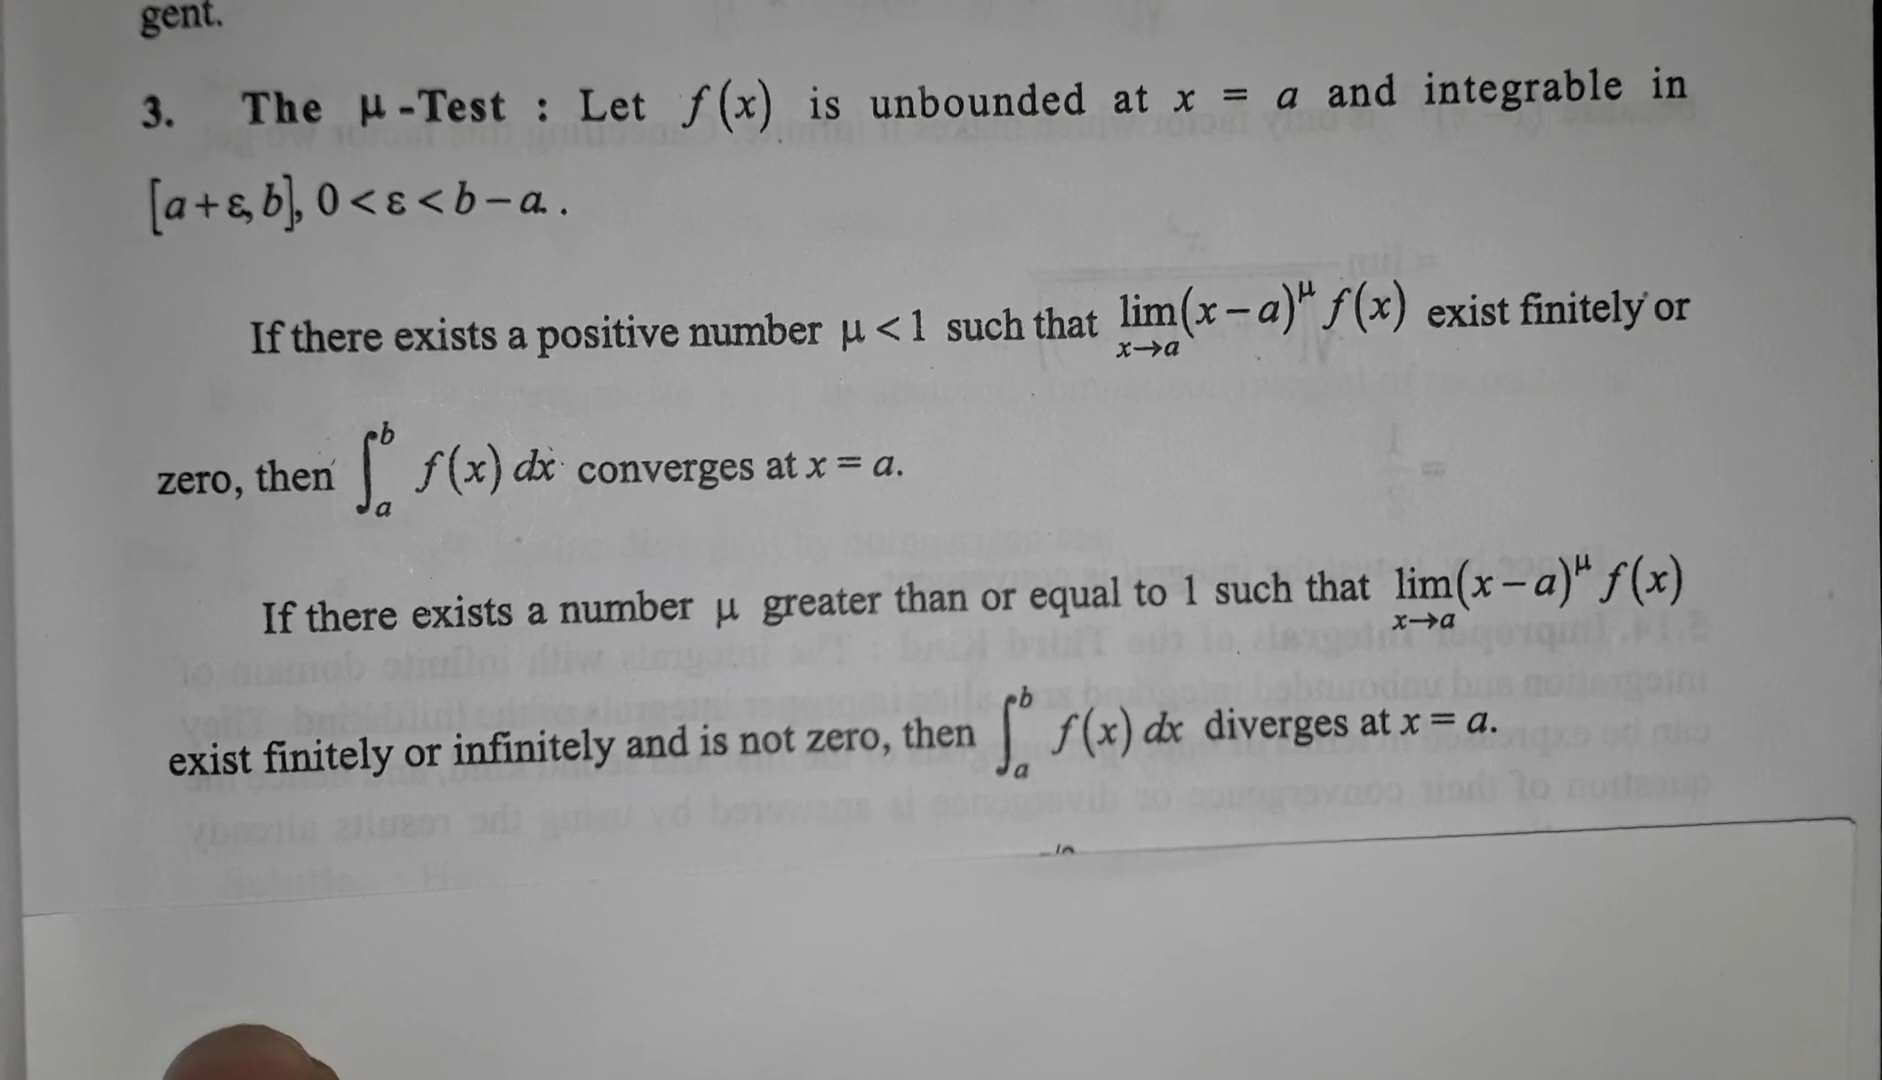 gent.
3. The μ-Test : Let f(x) is unbounded at x = a and integrable in
[a+ε, b], 0<ε<b−a.
If there exists a positive number μ<1 such that lim(x−a)^μ f(x) exist finitely or
x→a
zero, then ∫_a^b f(x) dx converges at x = a.
If there exists a number μ greater than or equal to 1 such that lim(x−a)^μ f(x)
x→a
exist finitely or infinitely and is not zero, then ∫_a^b f(x) dx diverges at x = a.